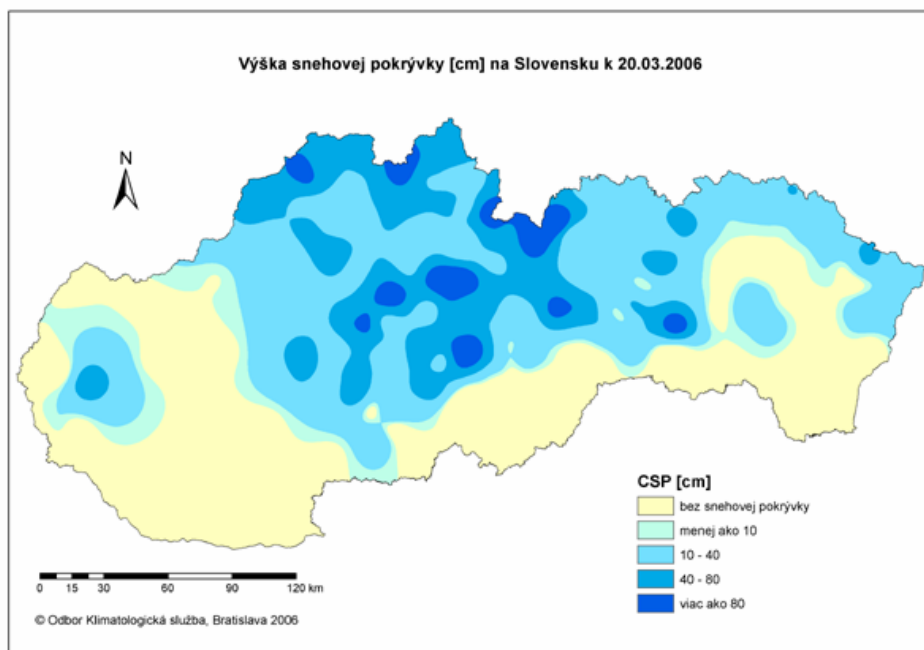 Výška snehovej pokrývky [cm] na Slovensku k 20.03.2006
N
CSP [cm]
bez snehovej pokrývky
menej ako 10
10 - 40
40 - 80
viac ako 80
0 15 30 60 90 120 km
© Odbor Klimatologická služba, Bratislava 2006